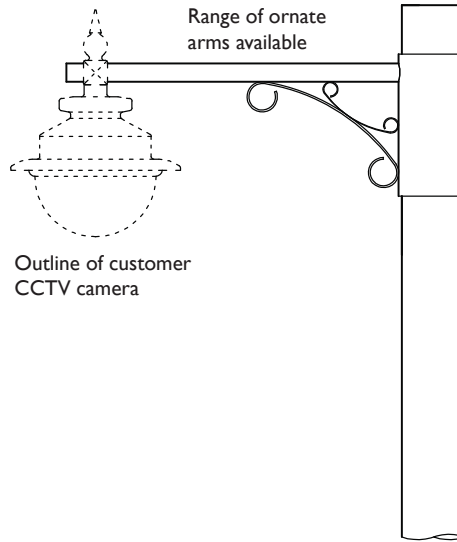 Range of ornate
arms available
Outline of customer
CCTV camera